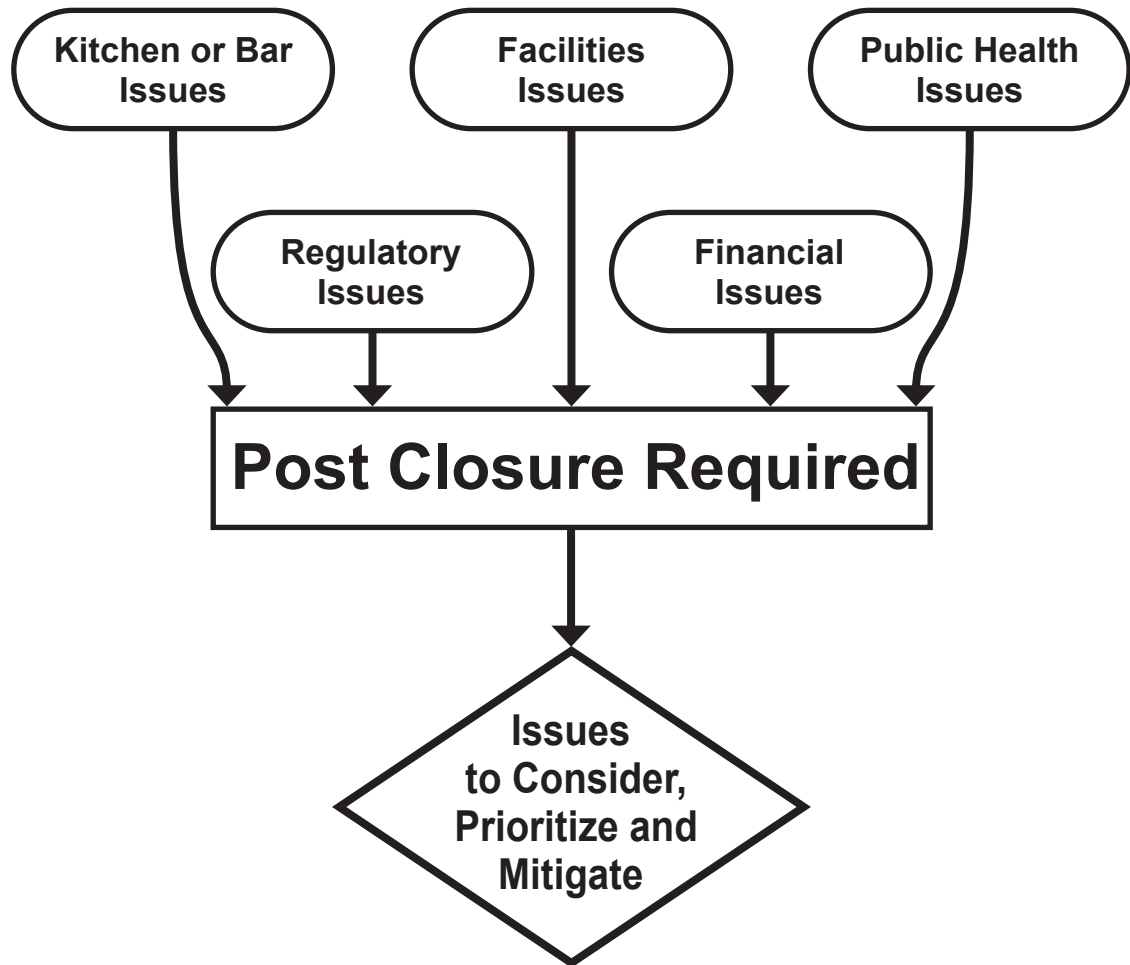 Kitchen or Bar
Issues
Facilities
Issues
Public Health
Issues
Regulatory
Issues
Financial
Issues
Post Closure Required
Issues
to Consider,
Prioritize and
Mitigate